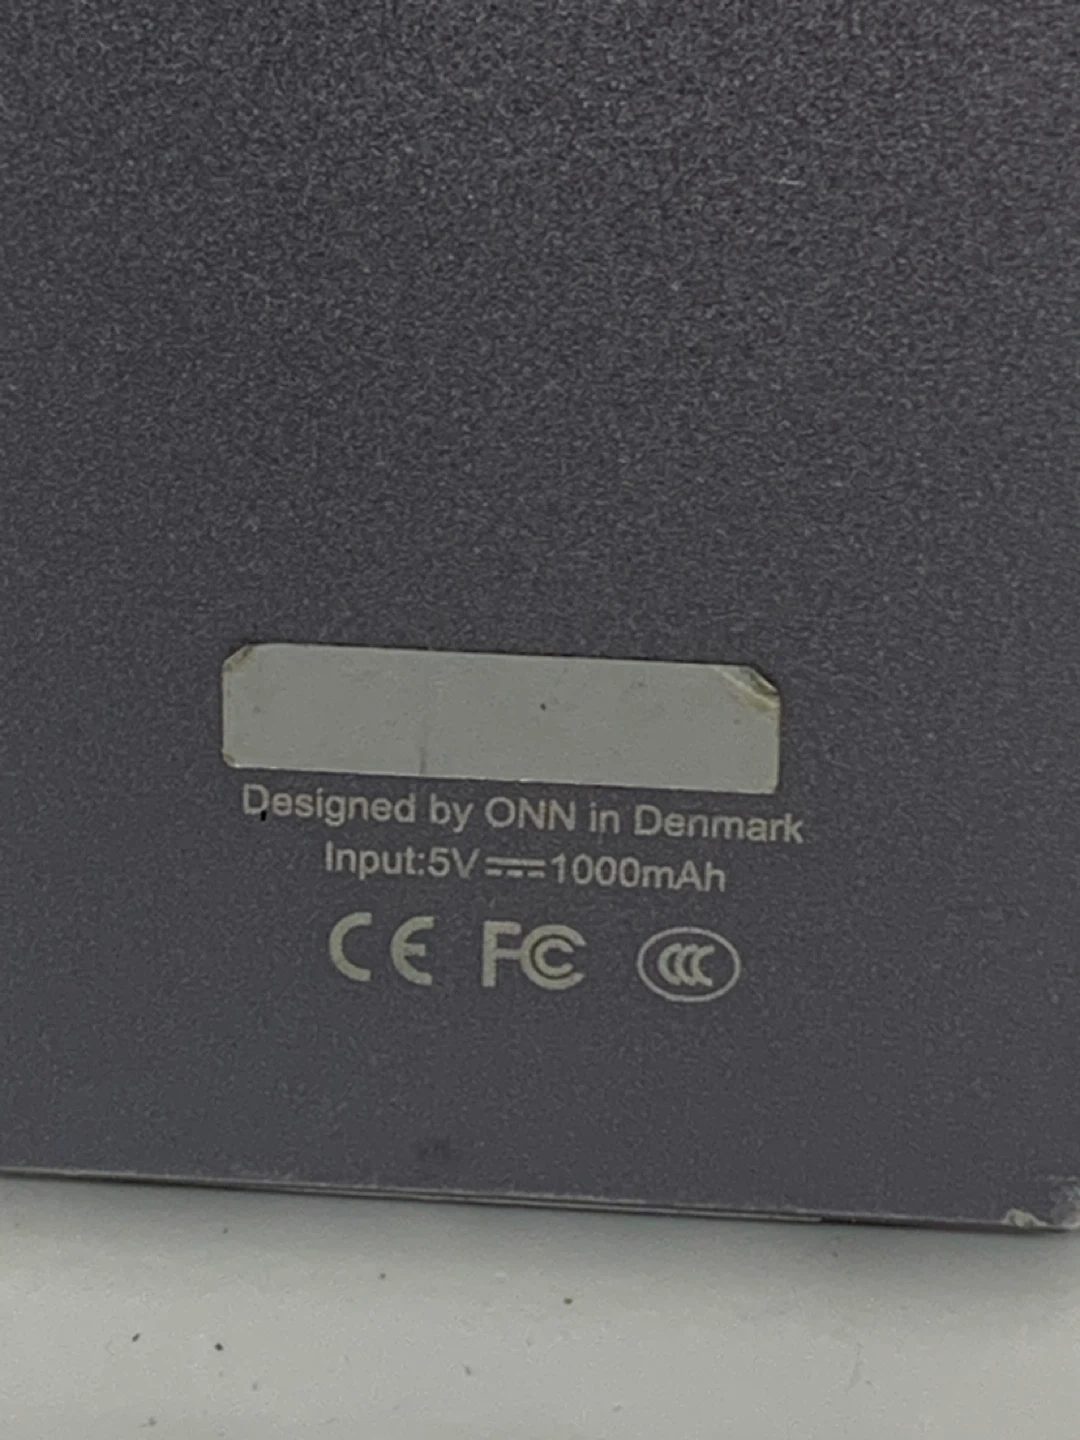 Designed by ONN in Denmark
Input:5V⎓1000mAh
CE FC CCC